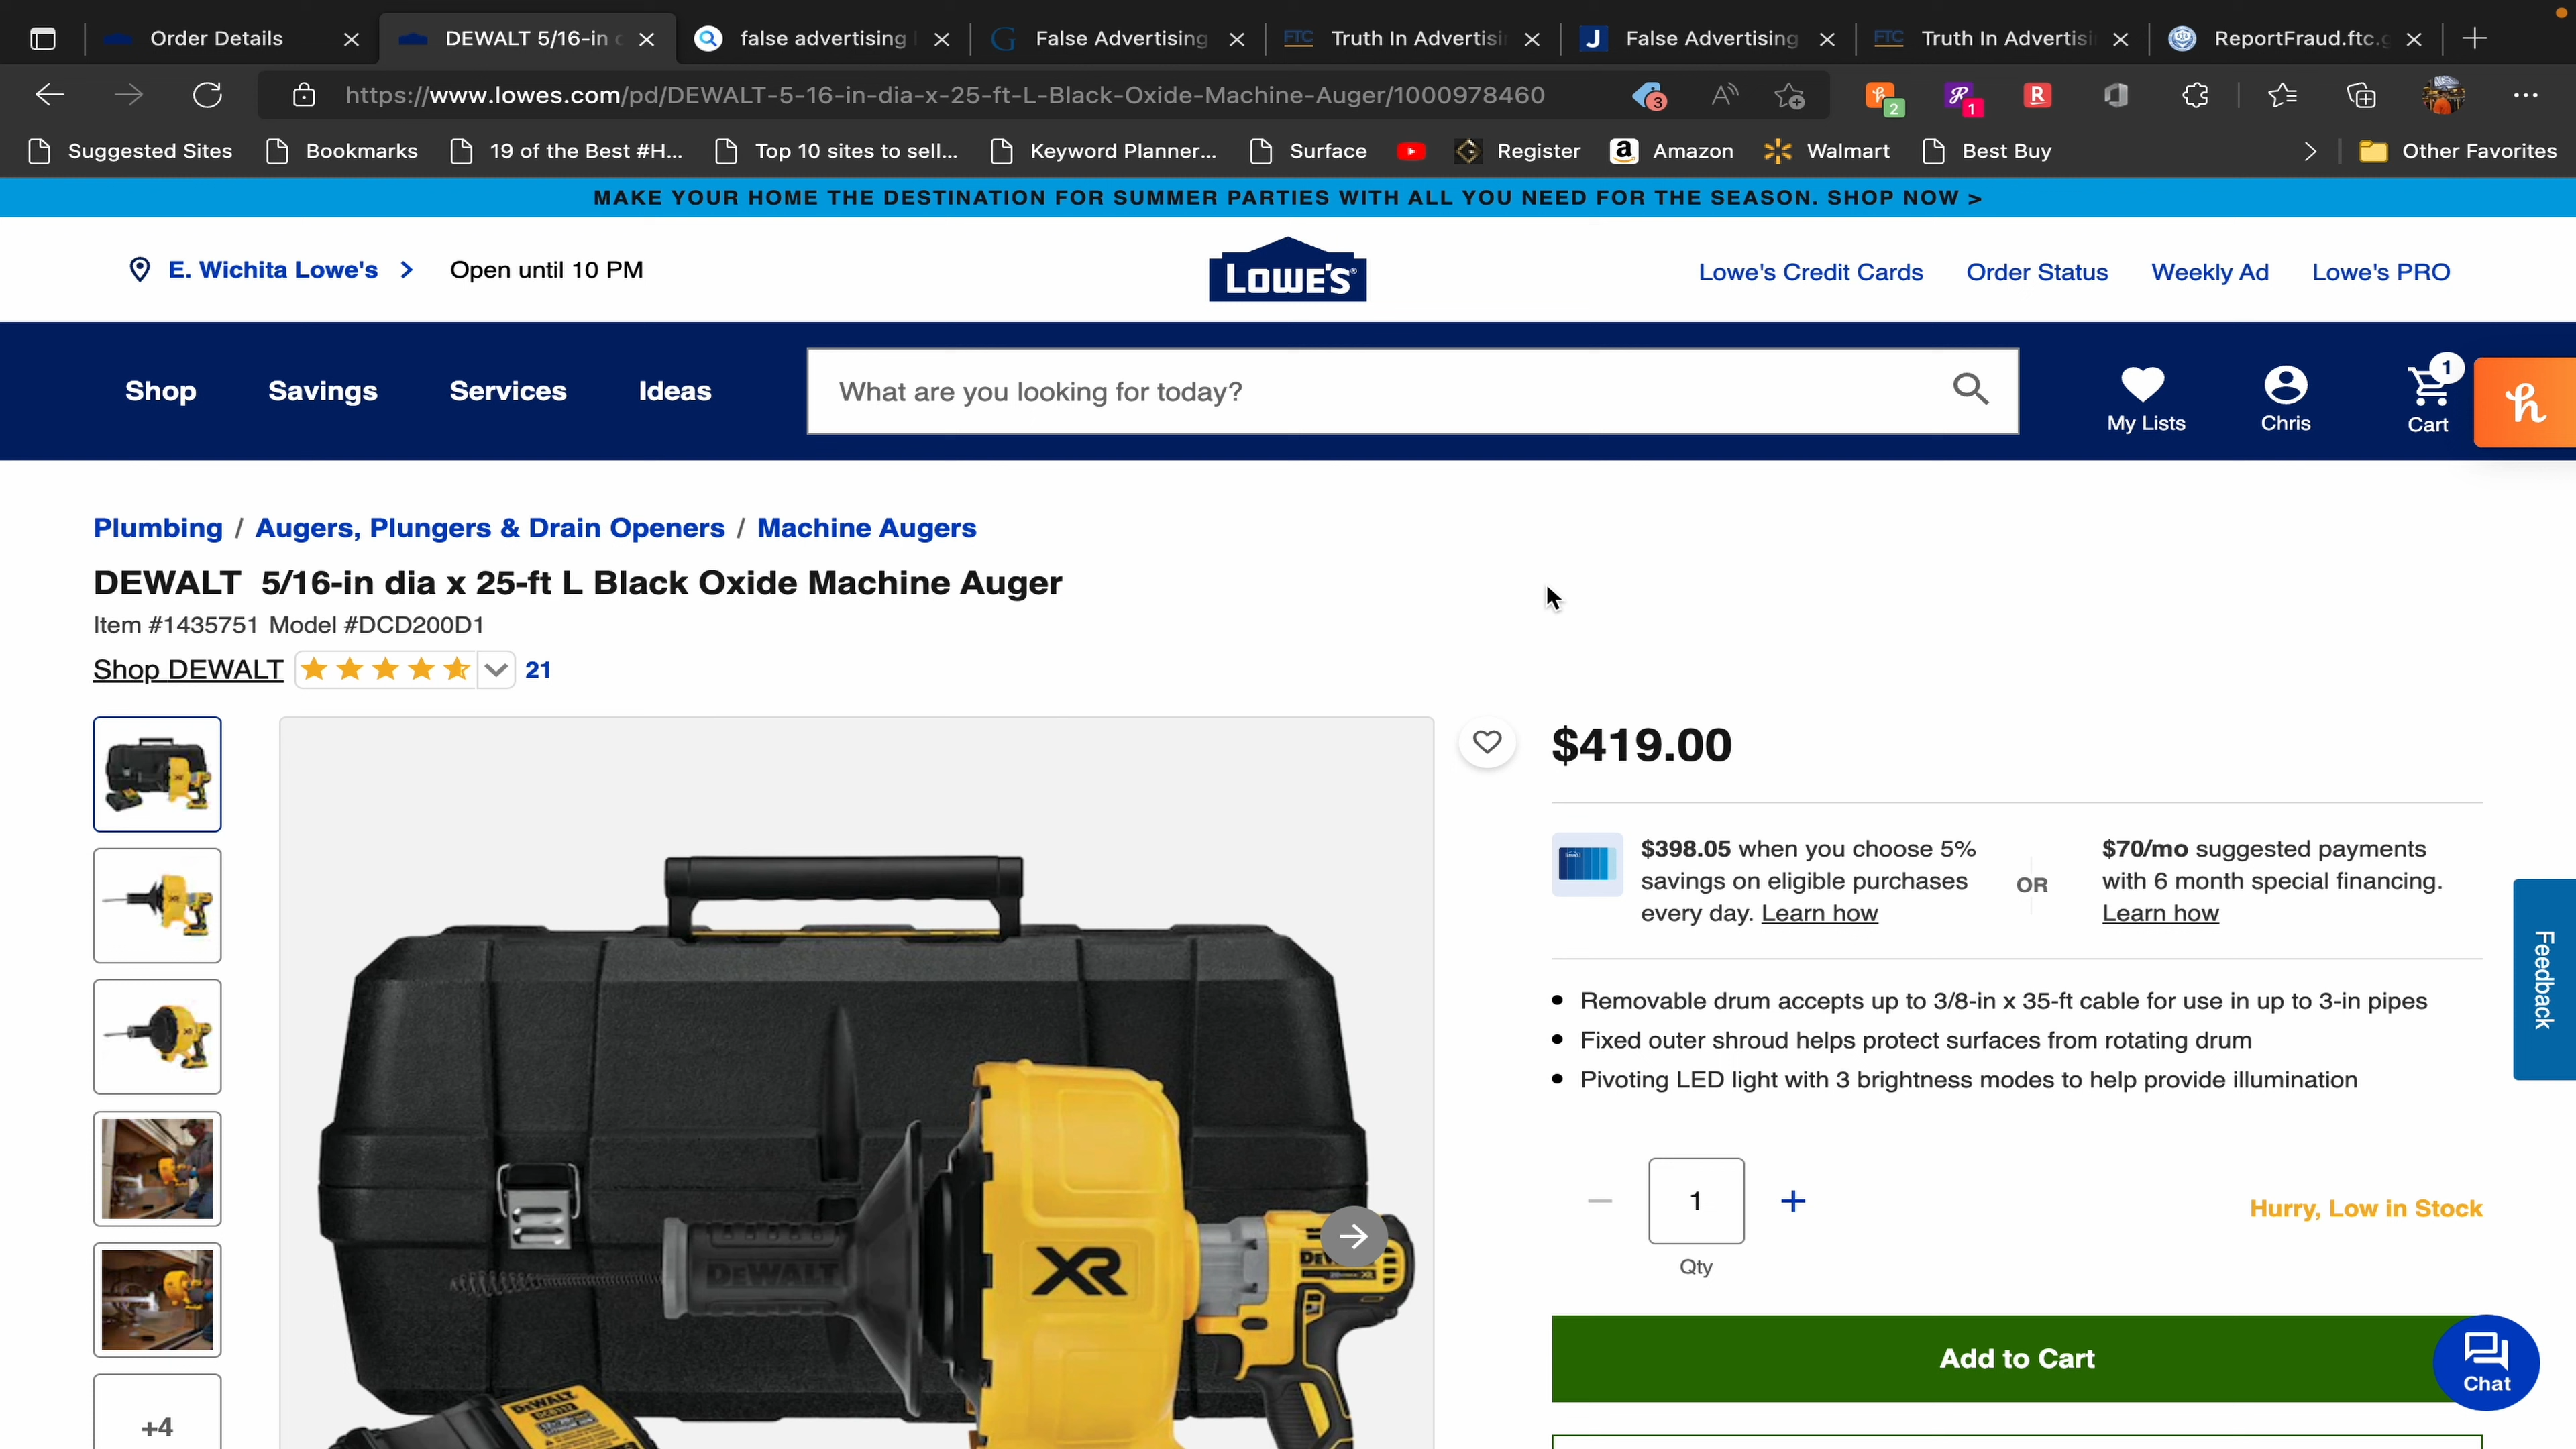 Order Details
DEWALT 5/16-in
false advertising
False Advertising
Truth In Advertisi
False Advertising
Truth In Advertisi
ReportFraud.ftc.g
https://www.lowes.com/pd/DEWALT-5-16-in-dia-x-25-ft-L-Black-Oxide-Machine-Auger/1000978460
3
2
1
Suggested Sites
Bookmarks
19 of the Best #H...
Top 10 sites to sell...
Keyword Planner...
Surface
Register
Amazon
Walmart
Best Buy
Other Favorites
MAKE YOUR HOME THE DESTINATION FOR SUMMER PARTIES WITH ALL YOU NEED FOR THE SEASON. SHOP NOW >
E. Wichita Lowe's
Open until 10 PM
LOWE'S
Lowe's Credit Cards
Order Status
Weekly Ad
Lowe's PRO
Shop
Savings
Services
Ideas
What are you looking for today?
My Lists
Chris
1
Cart
h
Plumbing / Augers, Plungers & Drain Openers / Machine Augers
DEWALT 5/16-in dia x 25-ft L Black Oxide Machine Auger
Item #1435751 Model #DCD200D1
Shop DEWALT
21
$419.00
$398.05 when you choose 5%
savings on eligible purchases
every day. Learn how
OR
$70/mo suggested payments
with 6 month special financing.
Learn how
Removable drum accepts up to 3/8-in x 35-ft cable for use in up to 3-in pipes
Fixed outer shroud helps protect surfaces from rotating drum
Pivoting LED light with 3 brightness modes to help provide illumination
1
Qty
Hurry, Low in Stock
Add to Cart
Feedback
Chat
+4
DEWALT
XR
DEWALT